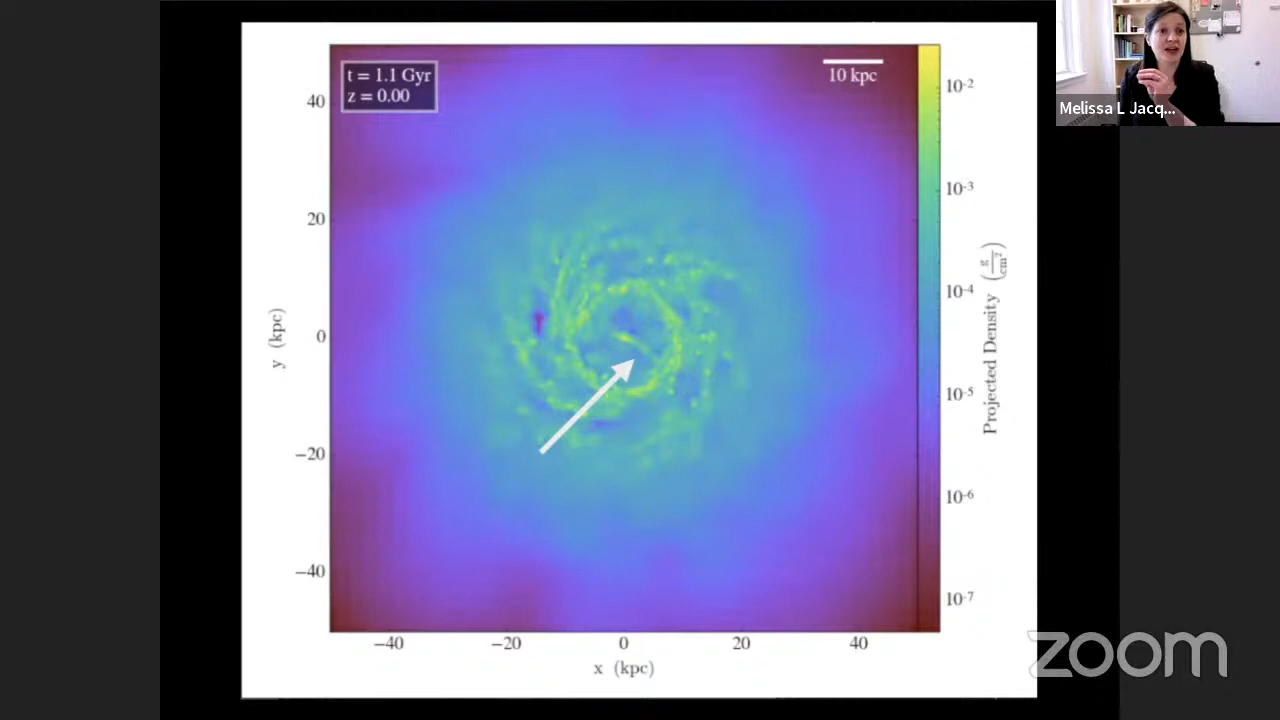 t = 1.1 Gyr
z = 0.00
10 kpc
40
20
0
−20
−40
y (kpc)
−40 −20 0 20 40
x (kpc)
10-2
10-3
10-4
10-5
10-6
10-7
Projected Density (g/cm2)
Melissa L Jacq...
zoom